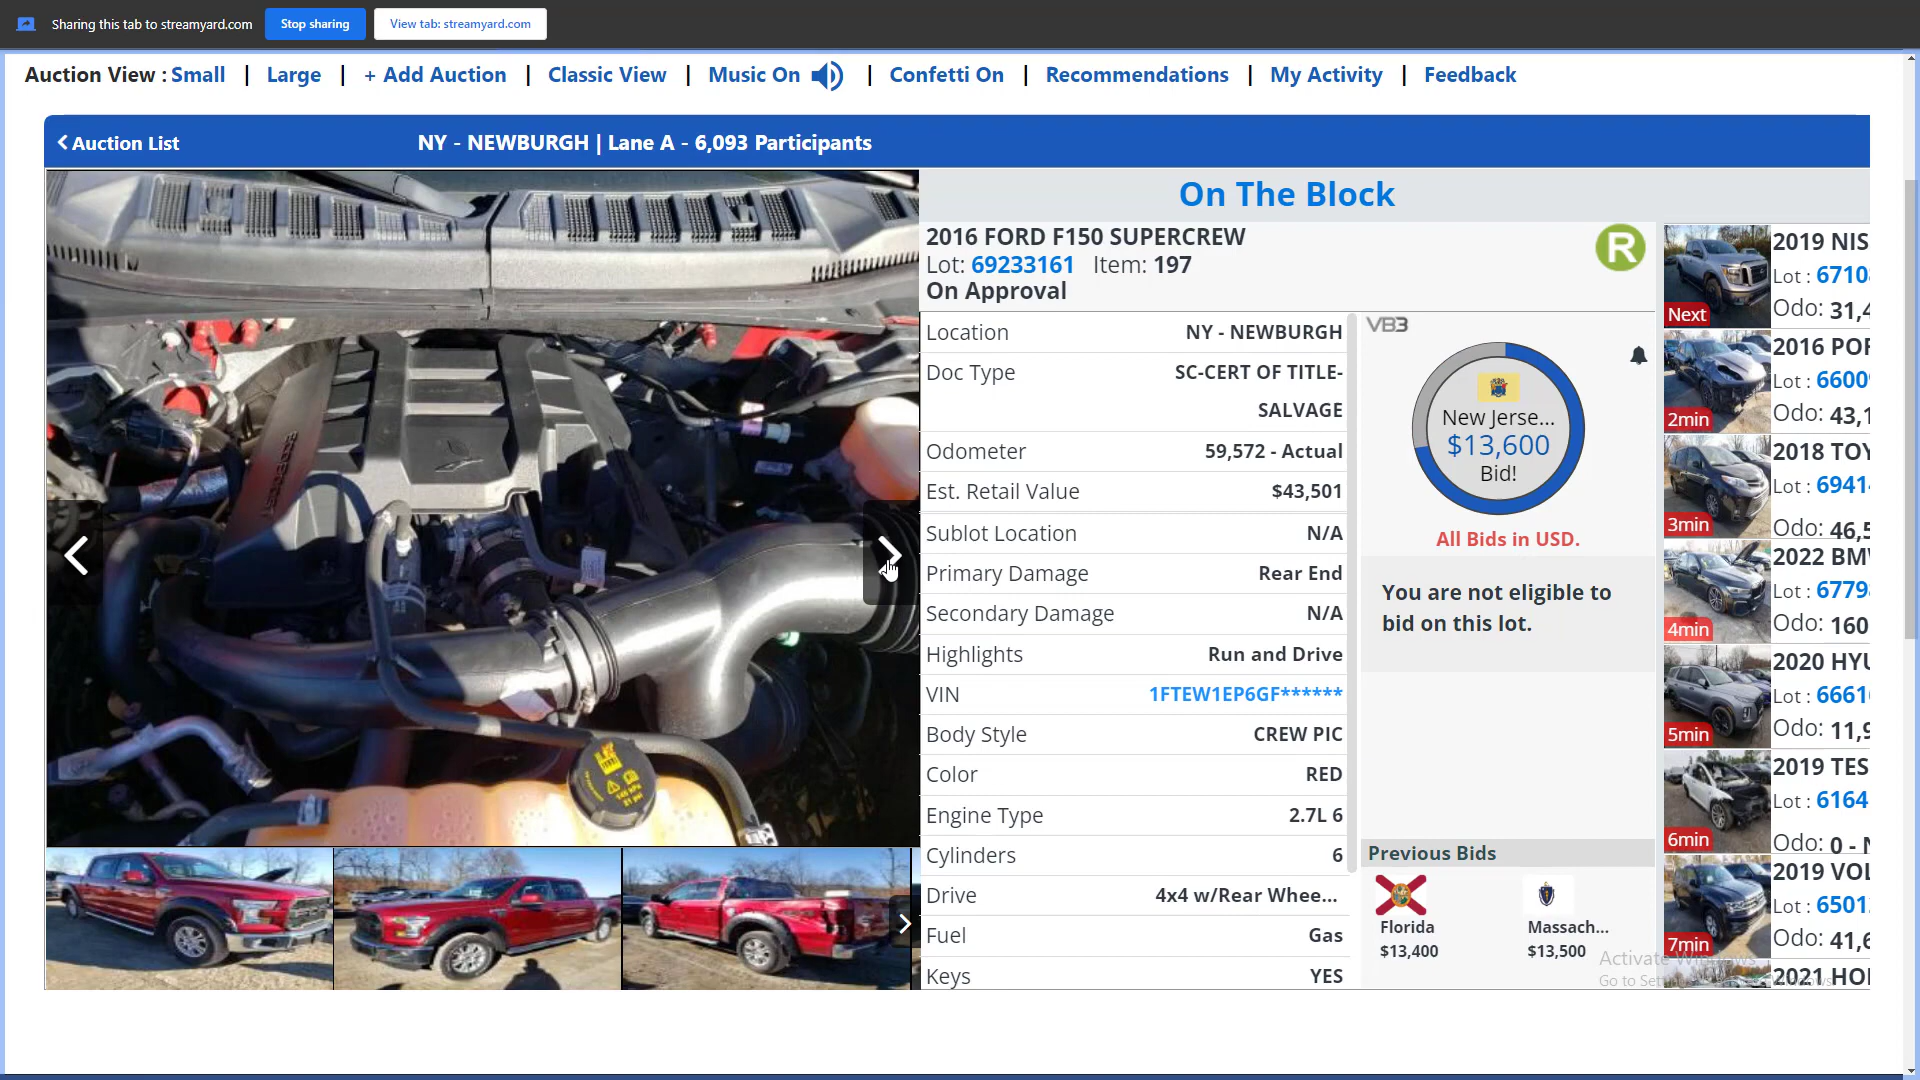 Sharing this tab to streamyard.com
Stop sharing
View tab: streamyard.com
Auction View : Small | Large | + Add Auction | Classic View | Music On | Confetti On | Recommendations | My Activity | Feedback
Auction List
NY - NEWBURGH | Lane A - 6,093 Participants
On The Block
2016 FORD F150 SUPERCREW
Lot: 69233161 Item: 197
On Approval
R
Location NY - NEWBURGH
Doc Type SC-CERT OF TITLE-
SALVAGE
Odometer 59,572 - Actual
Est. Retail Value $43,501
Sublot Location N/A
Primary Damage Rear End
Secondary Damage N/A
Highlights Run and Drive
VIN 1FTEW1EP6GF******
Body Style CREW PIC
Color RED
Engine Type 2.7L 6
Cylinders 6
Drive 4x4 w/Rear Whee...
Fuel Gas
Keys YES
VB3
New Jerse...
$13,600
Bid!
All Bids in USD.
You are not eligible to
bid on this lot.
Previous Bids
Florida
$13,400
Massach...
$13,500
2019 NIS
Lot : 6710
Odo: 31,4
Next
2016 POR
Lot : 6600
Odo: 43,1
2min
2018 TOY
Lot : 6941
Odo: 46,5
3min
2022 BM
Lot : 6779
Odo: 160
4min
2020 HYU
Lot : 6661
Odo: 11,9
5min
2019 TES
Lot : 6164
Odo: 0 - N
6min
2019 VOL
Lot : 6501
Odo: 41,6
7min
2021 HO
Activate Windows
Go to Set